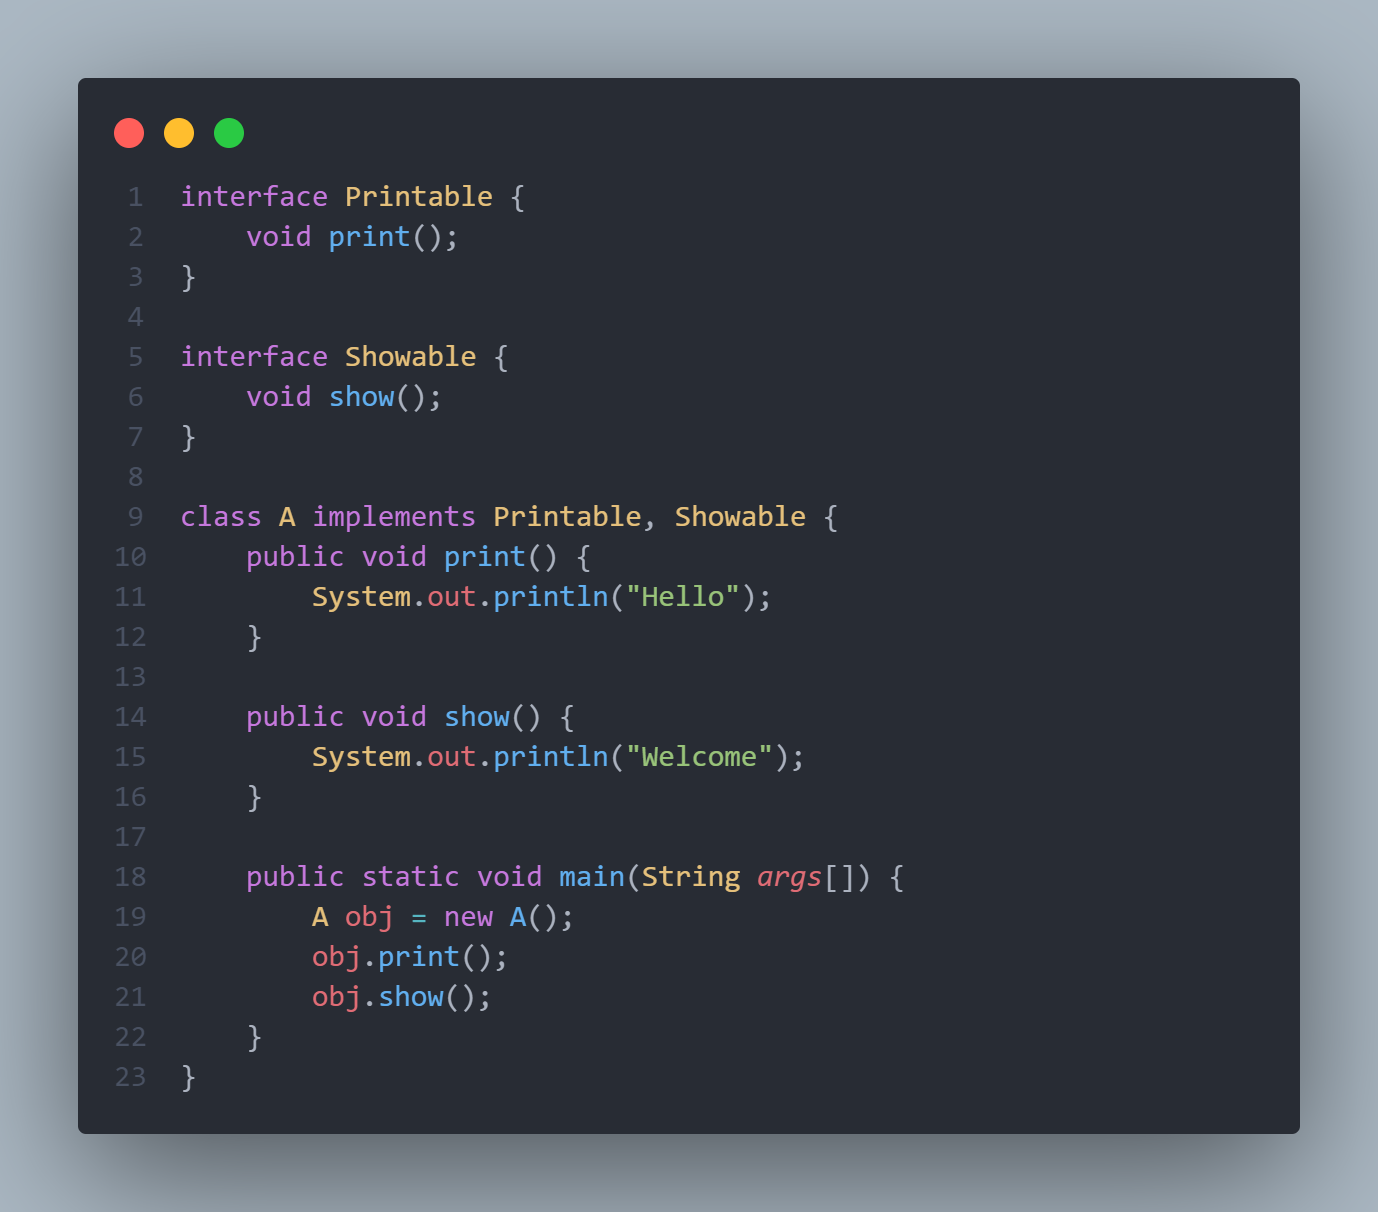 1 interface Printable {
2     void print();
3 }
4
5 interface Showable {
6     void show();
7 }
8
9 class A implements Printable, Showable {
10     public void print() {
11         System.out.println("Hello");
12     }
13
14     public void show() {
15         System.out.println("Welcome");
16     }
17
18     public static void main(String args[]) {
19         A obj = new A();
20         obj.print();
21         obj.show();
22     }
23 }